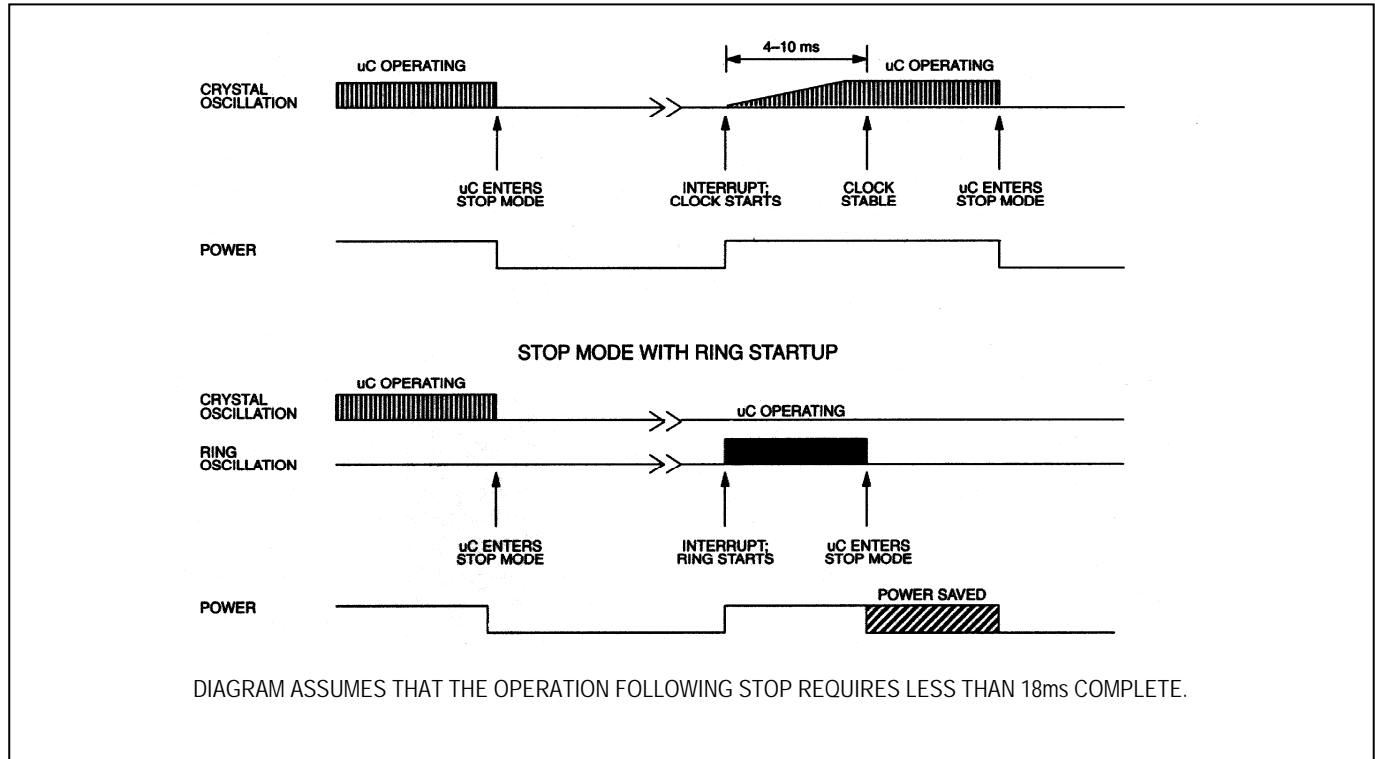 4–10 ms
uC OPERATING
uC OPERATING
CRYSTAL
OSCILLATION
uC ENTERS
STOP MODE
INTERRUPT;
CLOCK STARTS
CLOCK
STABLE
uC ENTERS
STOP MODE
POWER
STOP MODE WITH RING STARTUP
uC OPERATING
CRYSTAL
OSCILLATION
uC OPERATING
RING
OSCILLATION
uC ENTERS
STOP MODE
INTERRUPT;
RING STARTS
uC ENTERS
STOP MODE
POWER SAVED
POWER
DIAGRAM ASSUMES THAT THE OPERATION FOLLOWING STOP REQUIRES LESS THAN 18ms COMPLETE.